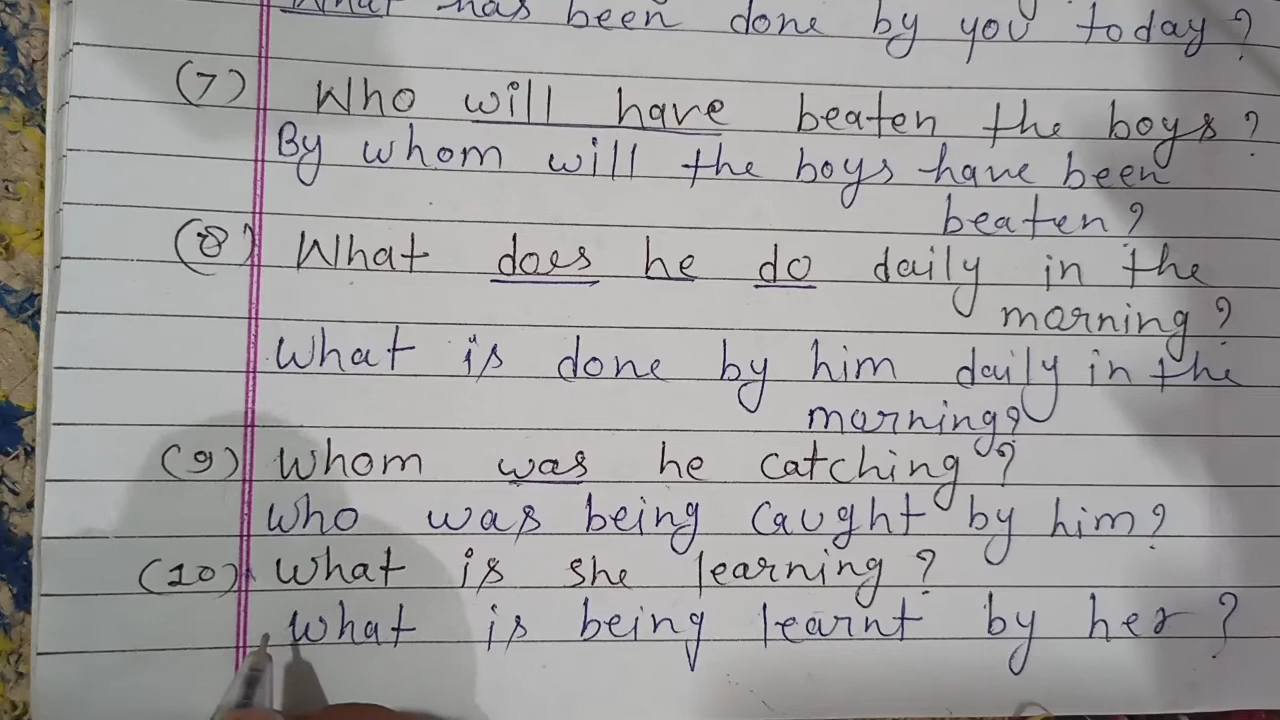 What has been done by you today?
(7) Who will have beaten the boys?
By whom will the boys have been
beaten?
(8) What does he do daily in the
morning?
What is done by him daily in the
morning?
(9) Whom was he catching?
Who was being caught by him?
(10) What is she learning?
What is being learnt by her?